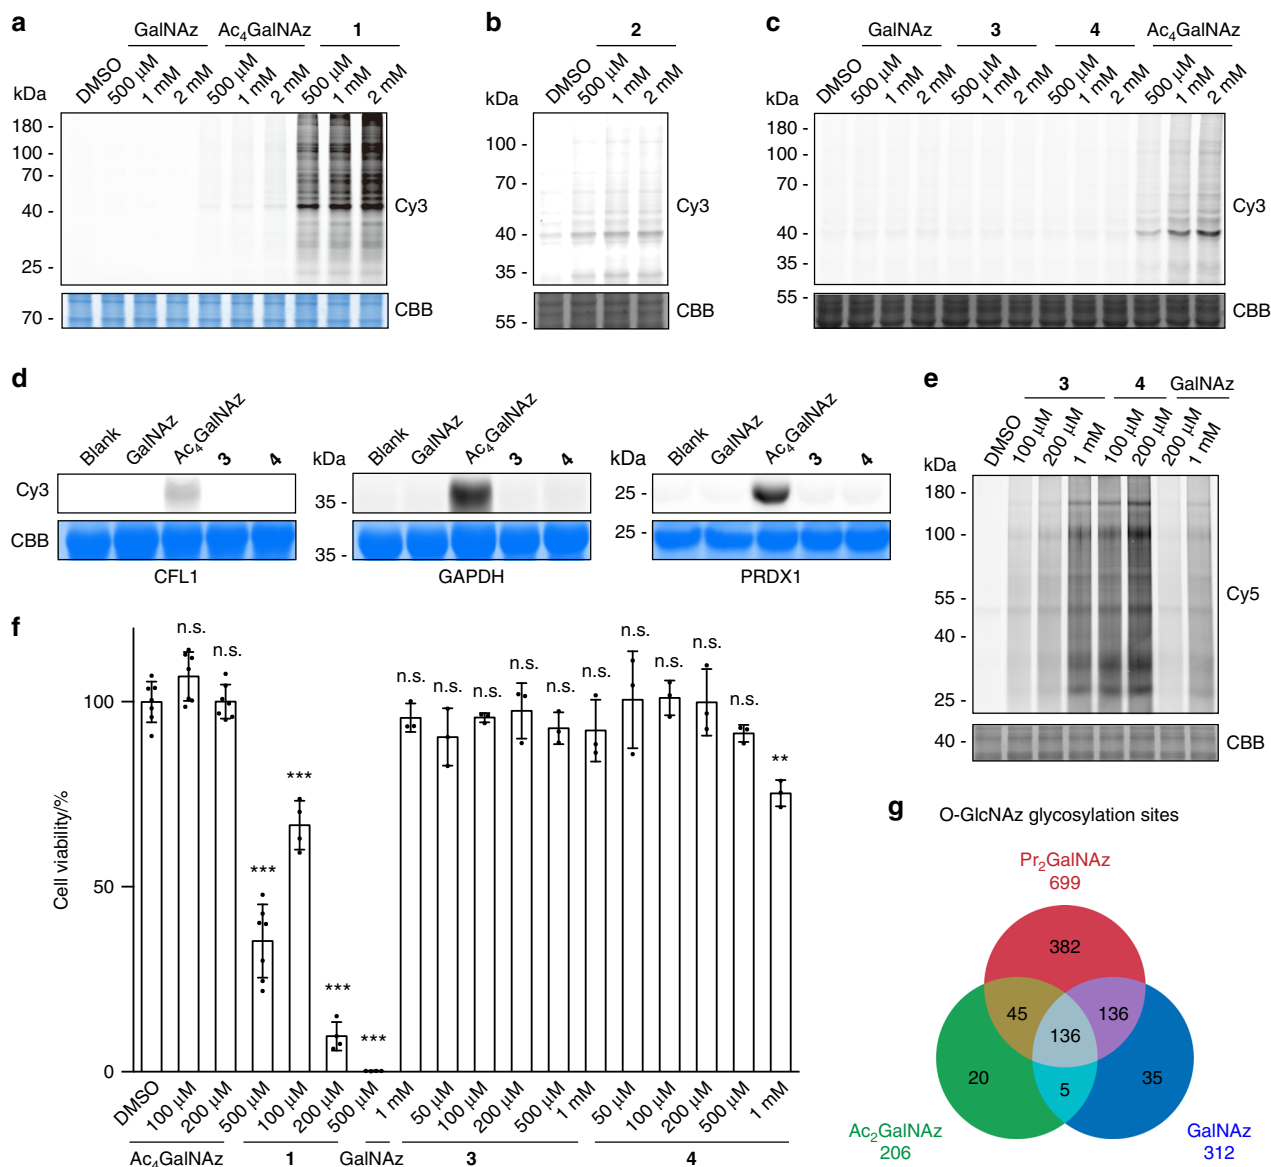 a
GalNAz Ac4GalNAz 1
DMSO 500 µM 1 mM 2 mM 500 µM 1 mM 2 mM 500 µM 1 mM 2 mM
kDa
180 -
100 -
70 -
40 -
25 -
Cy3
70 -
CBB
b
2
DMSO 500 µM 1 mM 2 mM
kDa
100 -
70 -
40 -
35 -
Cy3
55 -
CBB
c
GalNAz 3 4 Ac4GalNAz
DMSO 500 µM 1 mM 2 mM 500 µM 1 mM 2 mM 500 µM 1 mM 2 mM 500 µM 1 mM 2 mM
kDa
180 -
100 -
70 -
40 -
35 -
Cy3
55 -
CBB
d
Blank GalNAz Ac4GalNAz 3 4
Cy3
CBB
CFL1
kDa
Blank GalNAz Ac4GalNAz 3 4
35 -
35 -
GAPDH
kDa
Blank GalNAz Ac4GalNAz 3 4
25 -
25 -
PRDX1
e
3 4 GalNAz
DMSO 100 µM 200 µM 1 mM 100 µM 200 µM 200 µM 1 mM
kDa
180 -
100 -
55 -
40 -
25 -
Cy5
40 -
CBB
f
Cell viability/%
100
50
0
n.s. n.s. *** *** *** *** n.s. n.s. n.s. n.s. n.s. n.s. n.s. n.s. n.s. n.s. **
DMSO 100 µM 200 µM 500 µM 100 µM 200 µM 500 µM 1 mM 50 µM 100 µM 200 µM 500 µM 1 mM 50 µM 100 µM 200 µM 500 µM 1 mM
Ac4GalNAz 1 GalNAz 3 4
g
O-GlcNAz glycosylation sites
Pr2GalNAz
699
382
45
136
136
20
5
35
Ac2GalNAz
206
GalNAz
312